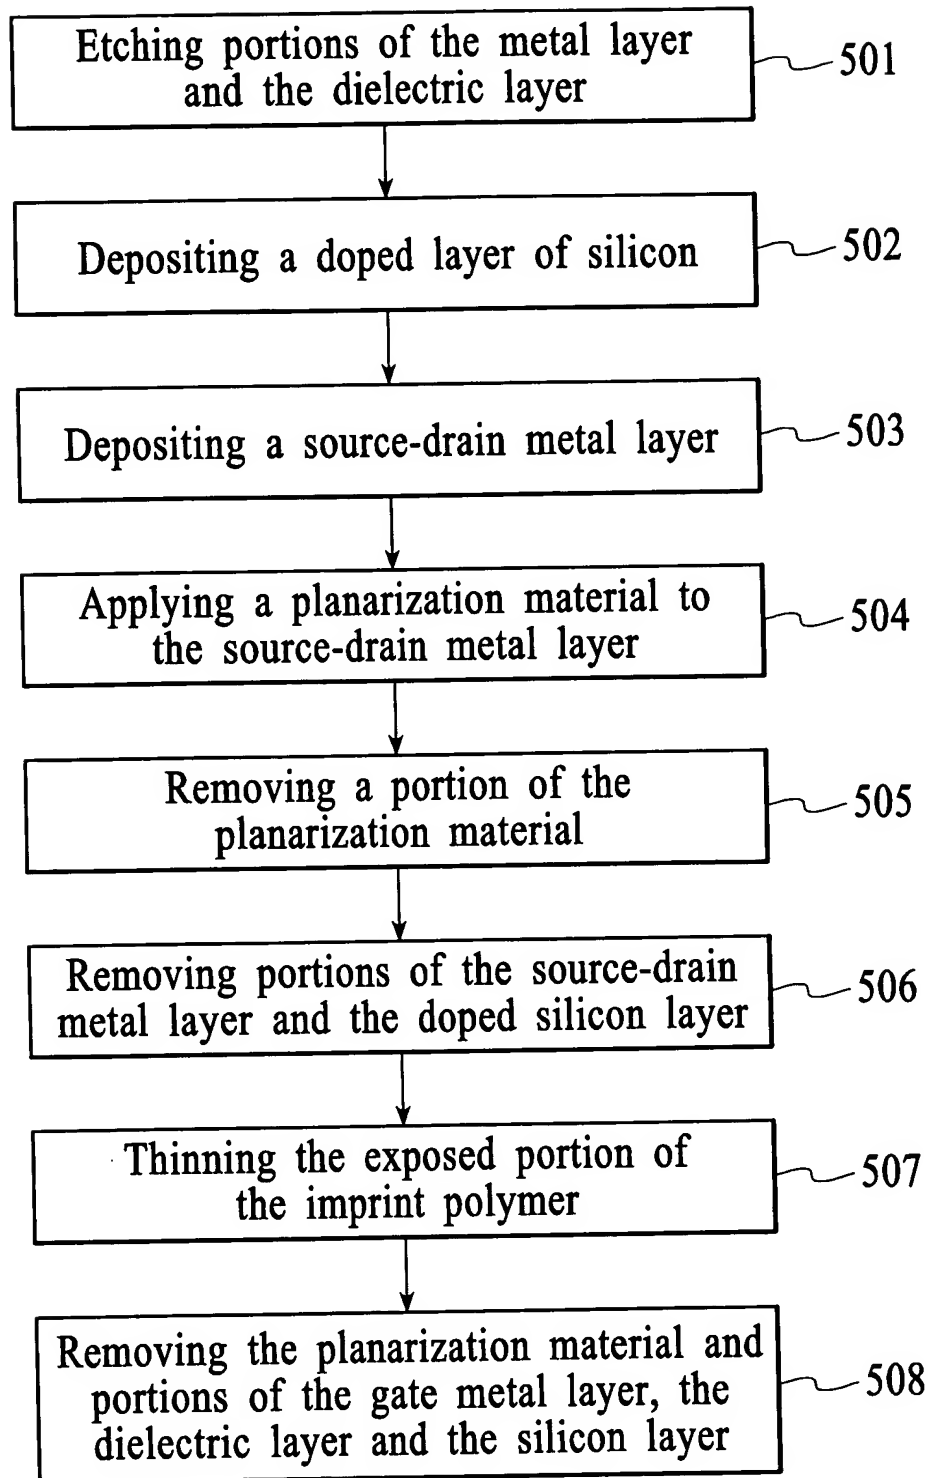 Etching portions of the metal layer
and the dielectric layer
501
Depositing a doped layer of silicon
502
Depositing a source-drain metal layer
503
Applying a planarization material to
the source-drain metal layer
504
Removing a portion of the
planarization material
505
Removing portions of the source-drain
metal layer and the doped silicon layer
506
Thinning the exposed portion of
the imprint polymer
507
Removing the planarization material and
portions of the gate metal layer, the
dielectric layer and the silicon layer
508